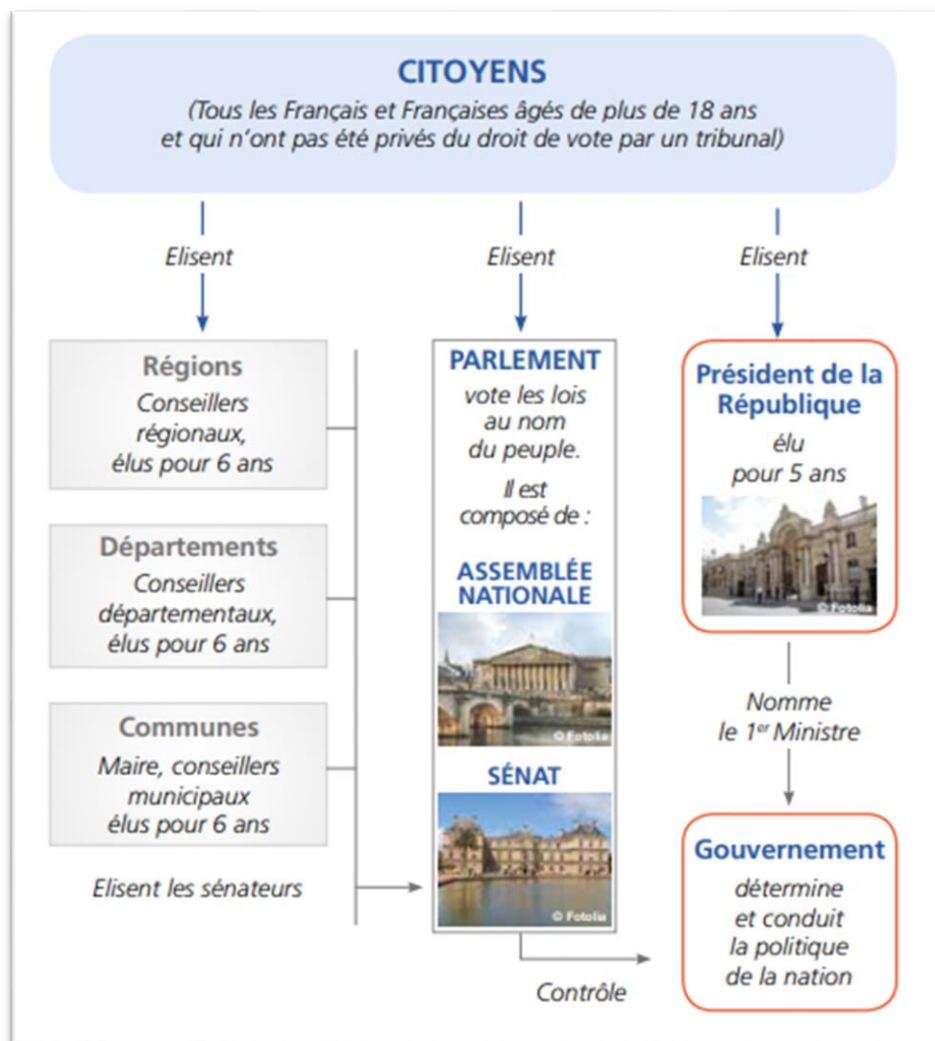 CITOYENS
(Tous les Français et Françaises âgés de plus de 18 ans
et qui n’ont pas été privés du droit de vote par un tribunal)
Elisent
Elisent
Elisent
Régions
Conseillers
régionaux,
élus pour 6 ans
Départements
Conseillers
départementaux,
élus pour 6 ans
Communes
Maire, conseillers
municipaux
élus pour 6 ans
Elisent les sénateurs
PARLEMENT
vote les lois
au nom
du peuple.
Il est
composé de :
ASSEMBLÉE
NATIONALE
© Fotolia
SÉNAT
© Fotolia
Contrôle
Président de la
République
élu
pour 5 ans
© Fotolia
Nomme
le 1er Ministre
Gouvernement
détermine
et conduit
la politique
de la nation